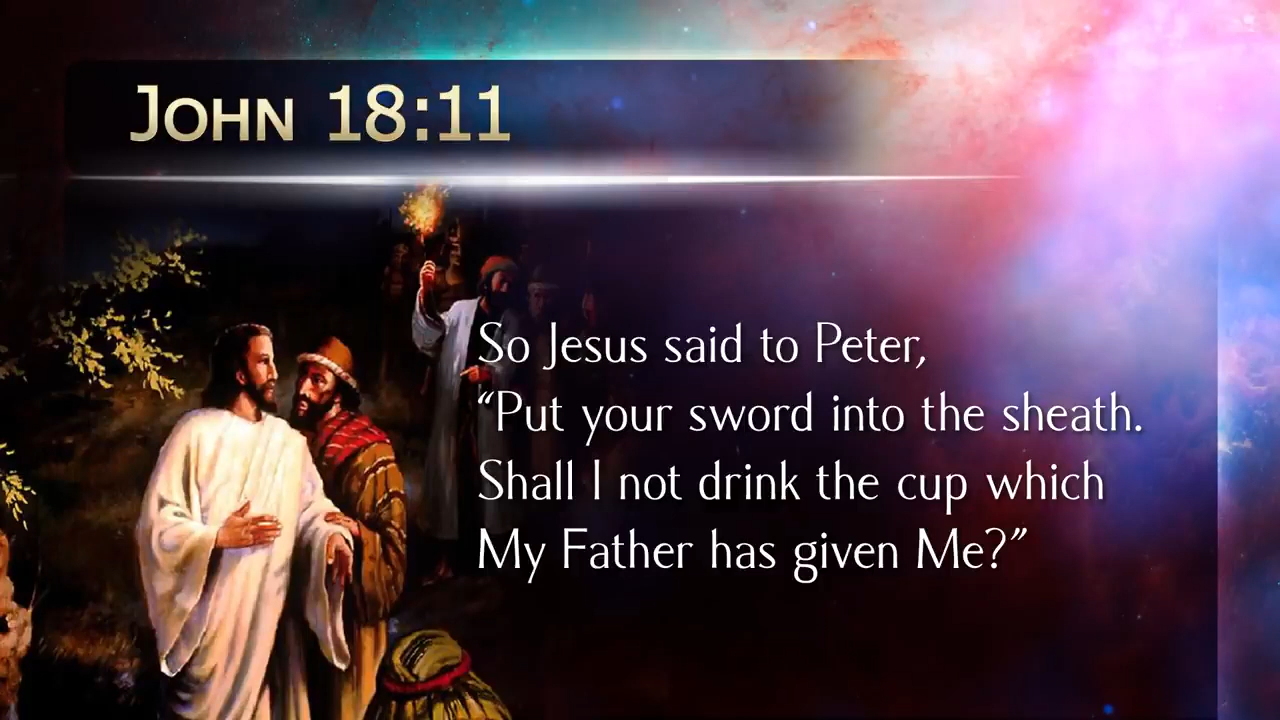 John 18:11
So Jesus said to Peter,
“Put your sword into the sheath.
Shall I not drink the cup which
My Father has given Me?”